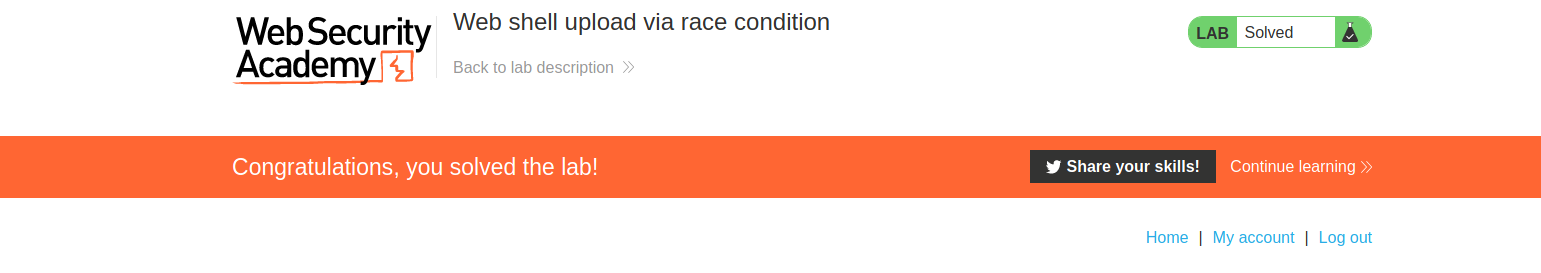 Web Security
Academy
Web shell upload via race condition
Back to lab description
LAB Solved
Congratulations, you solved the lab!
Share your skills!
Continue learning
Home | My account | Log out